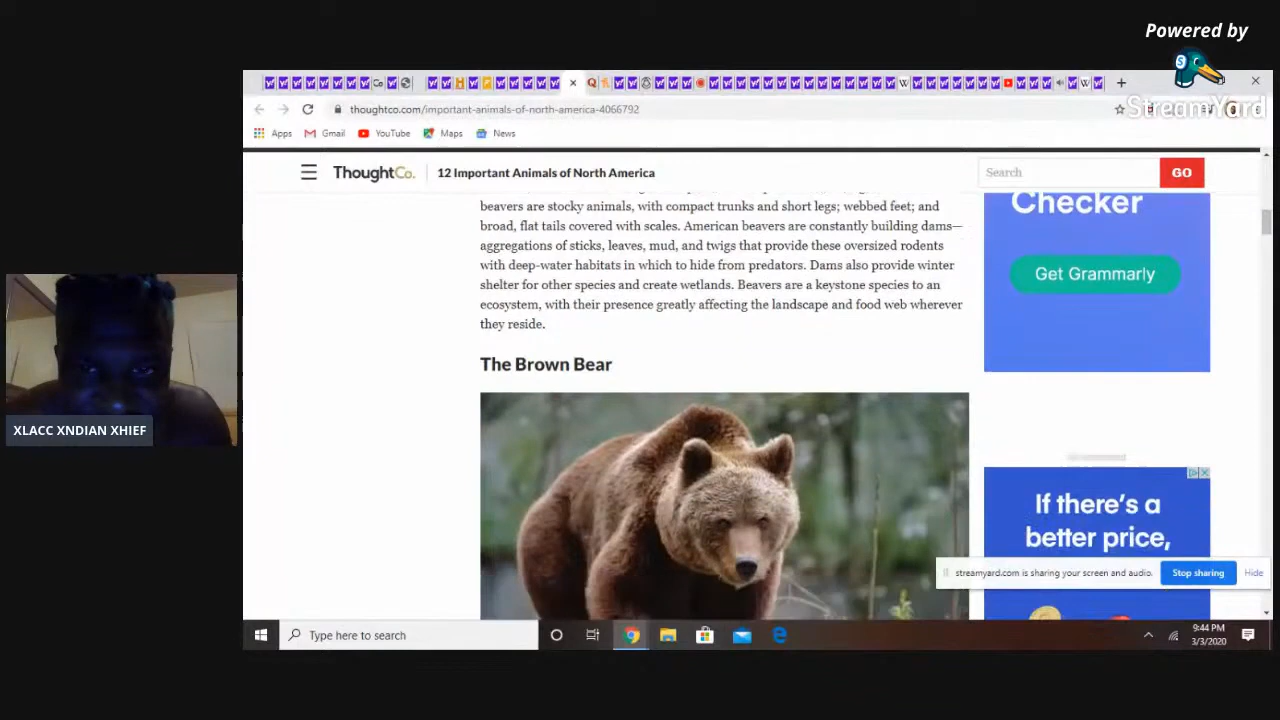 Powered by
StreamYard
thoughtco.com/important-animals-of-north-america-4066792
Apps
Gmail
YouTube
Maps
News
ThoughtCo.
12 Important Animals of North America
Search
GO
beavers are stocky animals, with compact trunks and short legs; webbed feet; and
broad, flat tails covered with scales. American beavers are constantly building dams—
aggregations of sticks, leaves, mud, and twigs that provide these oversized rodents
with deep-water habitats in which to hide from predators. Dams also provide winter
shelter for other species and create wetlands. Beavers are a keystone species to an
ecosystem, with their presence greatly affecting the landscape and food web wherever
they reside.
The Brown Bear
Checker
Get Grammarly
If there's a
better price,
streamyard.com is sharing your screen and audio.
Stop sharing
Hide
XLACC XNDIAN XHIEF
Type here to search
9:44 PM
3/3/2020